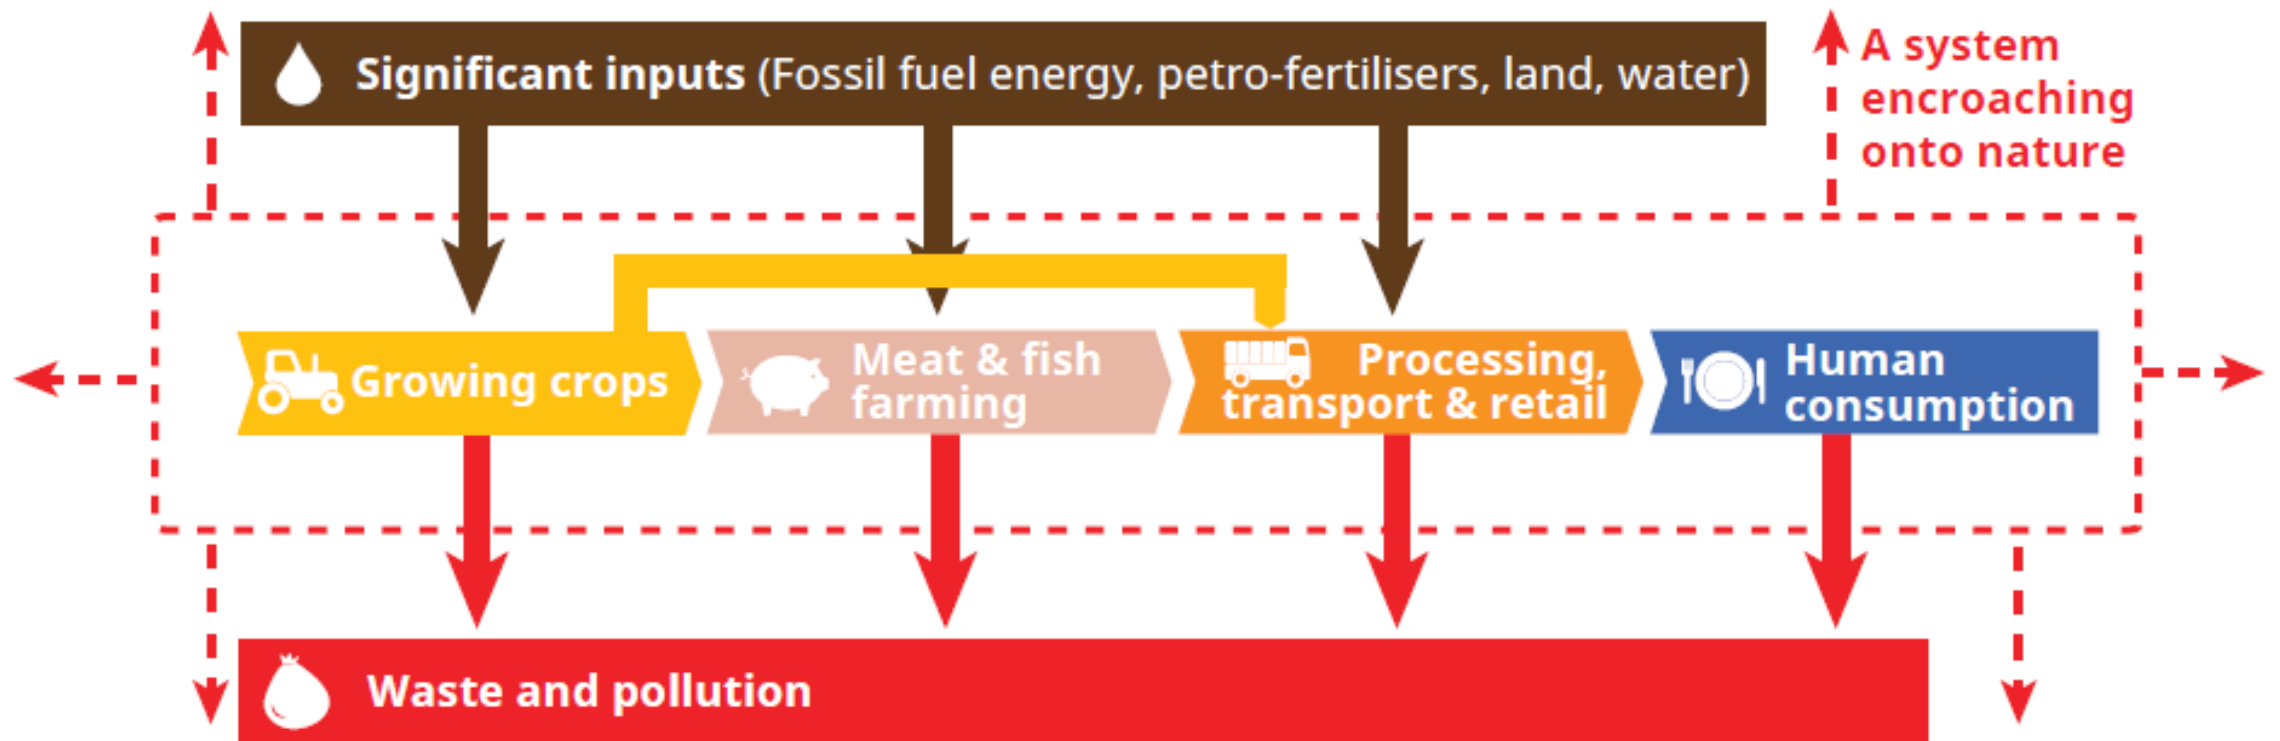 Significant inputs (Fossil fuel energy, petro-fertilisers, land, water)
A system
encroaching
onto nature
Growing crops
Meat & fish
farming
Processing,
transport & retail
Human
consumption
Waste and pollution